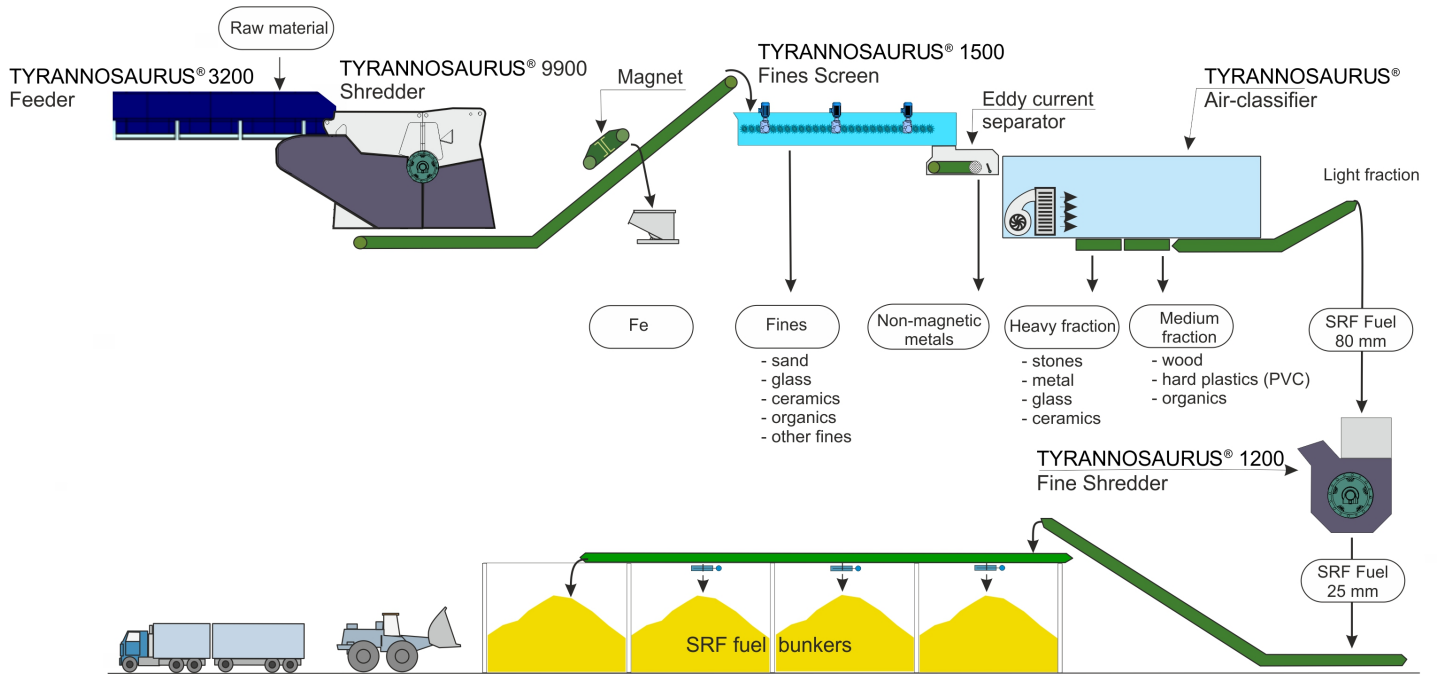 Raw material
TYRANNOSAURUS® 3200
Feeder
TYRANNOSAURUS® 9900
Shredder
Magnet
TYRANNOSAURUS® 1500
Fines Screen
Eddy current
separator
TYRANNOSAURUS®
Air-classifier
Light fraction
Fe
Fines
- sand
- glass
- ceramics
- organics
- other fines
Non-magnetic
metals
Heavy fraction
- stones
- metal
- glass
- ceramics
Medium
fraction
- wood
- hard plastics (PVC)
- organics
SRF Fuel
80 mm
TYRANNOSAURUS® 1200
Fine Shredder
SRF Fuel
25 mm
SRF fuel bunkers